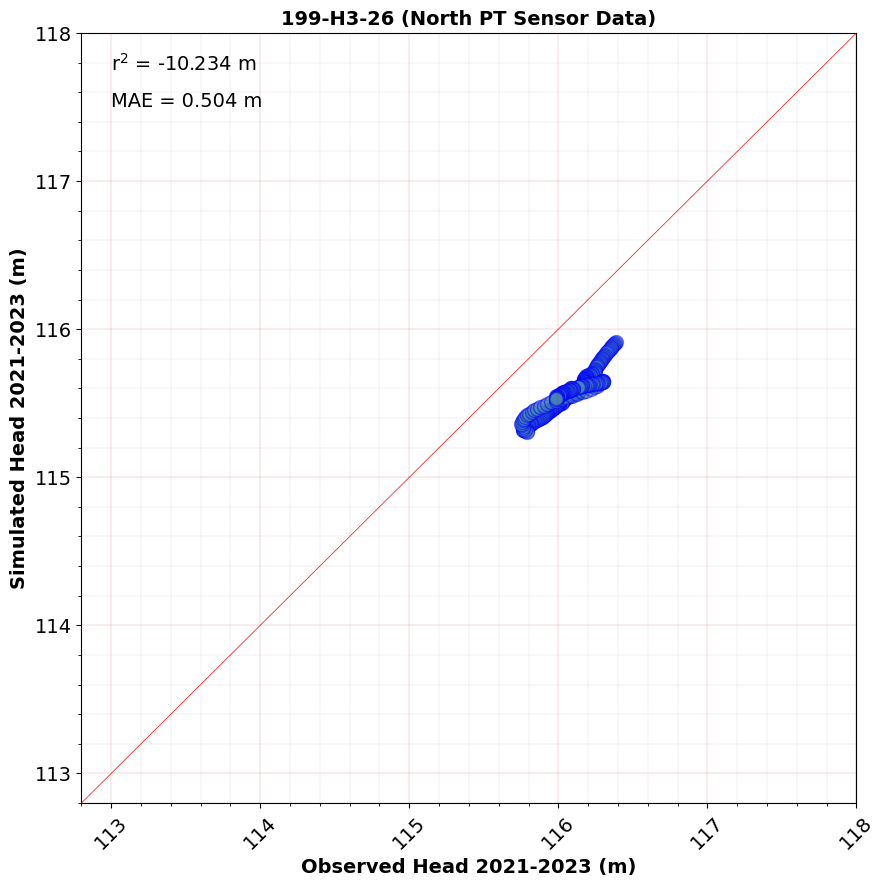 199-H3-26 (North PT Sensor Data)
r² = -10.234 m
MAE = 0.504 m
118
117
116
115
114
113
Simulated Head 2021-2023 (m)
113
114
115
116
117
118
Observed Head 2021-2023 (m)